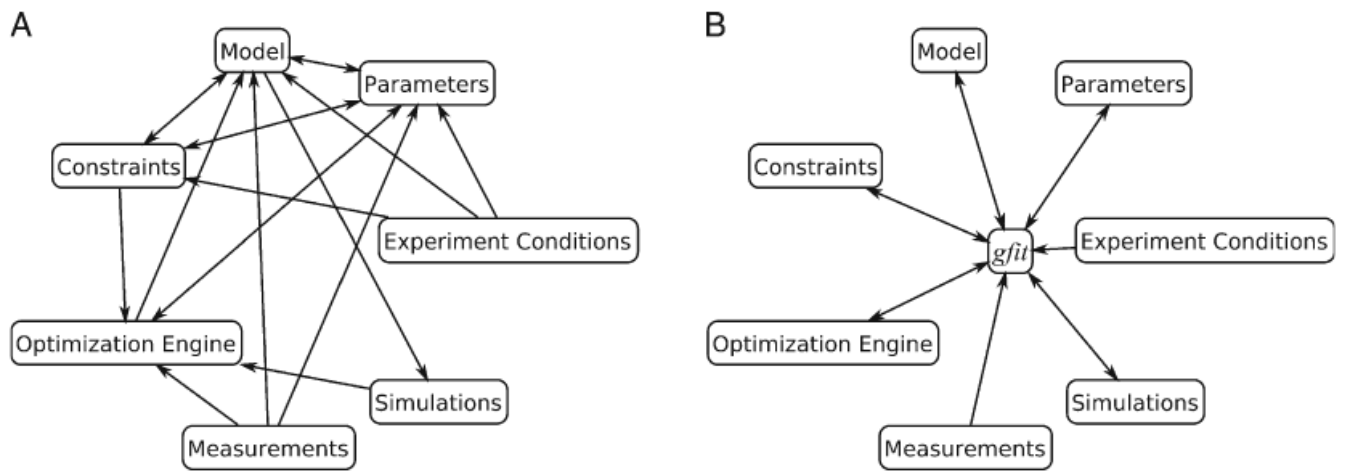 A
Model
Parameters
Constraints
Experiment Conditions
Optimization Engine
Simulations
Measurements
B
Model
Parameters
Constraints
gfit
Experiment Conditions
Optimization Engine
Simulations
Measurements